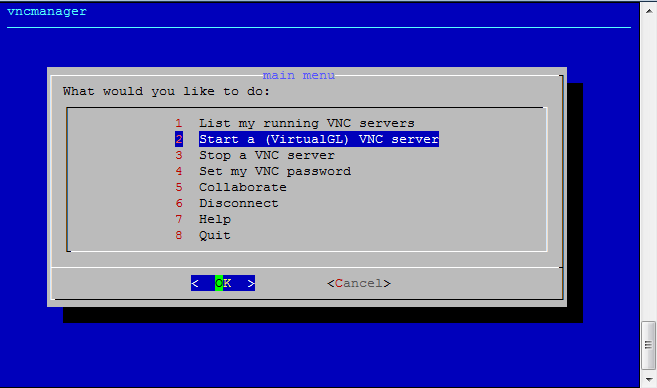 vncmanager
main menu
What would you like to do:
1 List my running VNC servers
2 Start a (VirtualGL) VNC server
3 Stop a VNC server
4 Set my VNC password
5 Collaborate
6 Disconnect
7 Help
8 Quit
< OK > <Cancel>